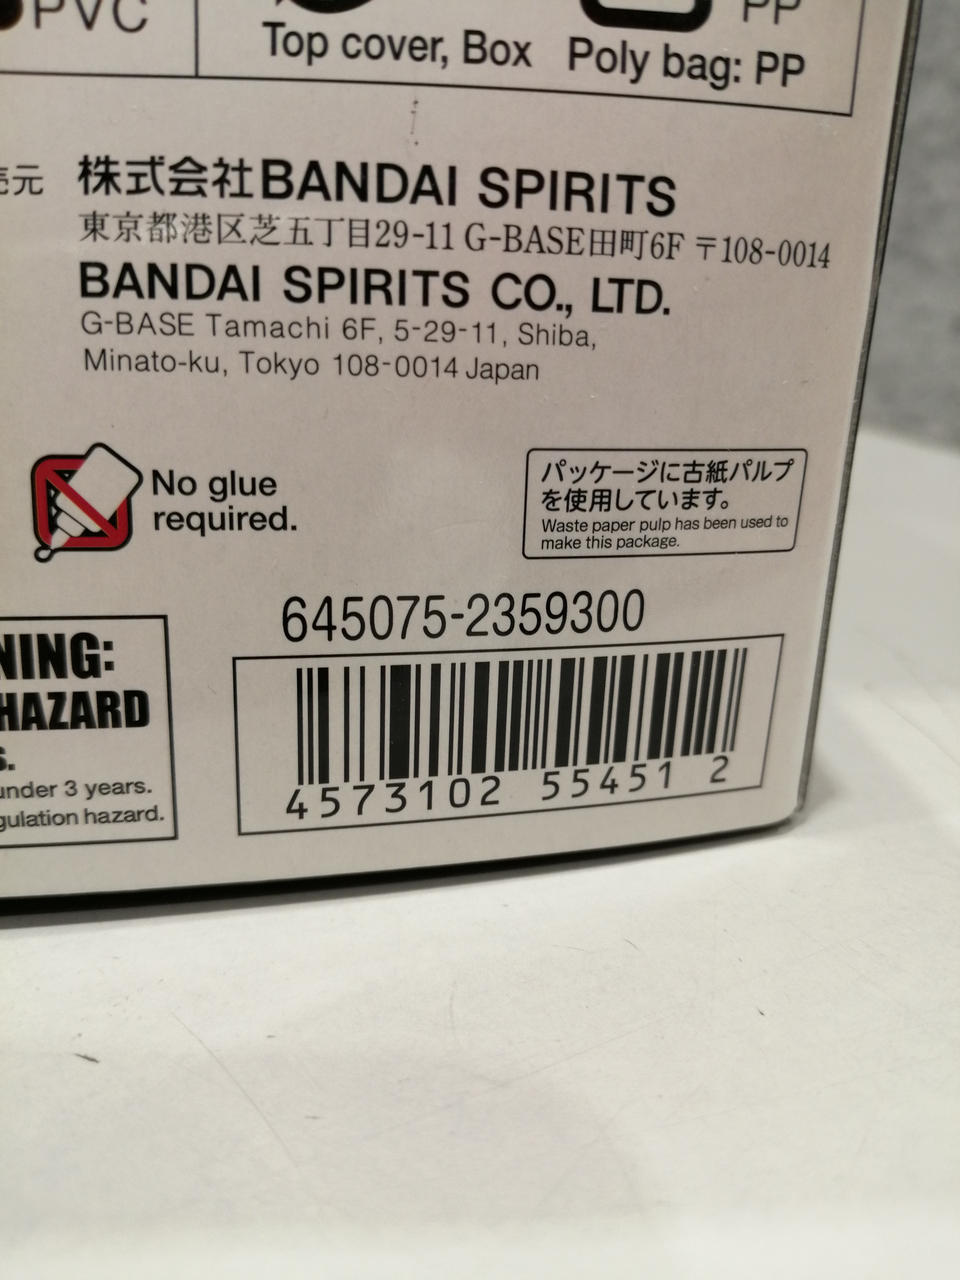 PVC
PP
Top cover, Box
Poly bag: PP
売元
株式会社BANDAI SPIRITS
東京都港区芝五丁目29-11 G-BASE田町6F 〒108-0014
BANDAI SPIRITS CO., LTD.
G-BASE Tamachi 6F, 5-29-11, Shiba,
Minato-ku, Tokyo 108-0014 Japan
No glue
required.
パッケージに古紙パルプ
を使用しています。
Waste paper pulp has been used to
make this package.
645075-2359300
NING:
HAZARD
s.
under 3 years.
gulation hazard.
4573102 55451 2